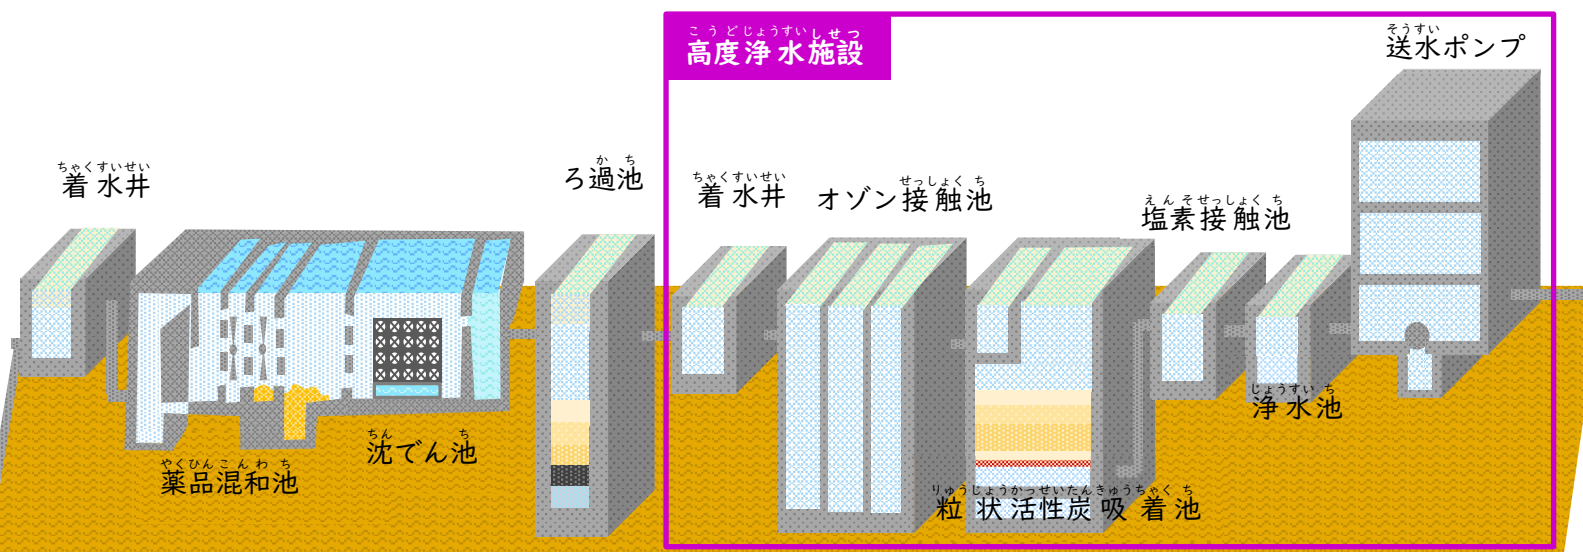 こうどじょうすいしせつ
高度浄水施設
そうすい
送水ポンプ
ちゃくすいせい
着水井
かち
ろ過池
ちゃくすいせい
着水井
せっしょくち
オゾン接触池
えんそせっしょくち
塩素接触池
じょうすいち
浄水池
ちんち
沈でん池
やくひんこんわち
薬品混和池
りゅうじょうかっせいたんきゅうちゃくち
粒状活性炭吸着池